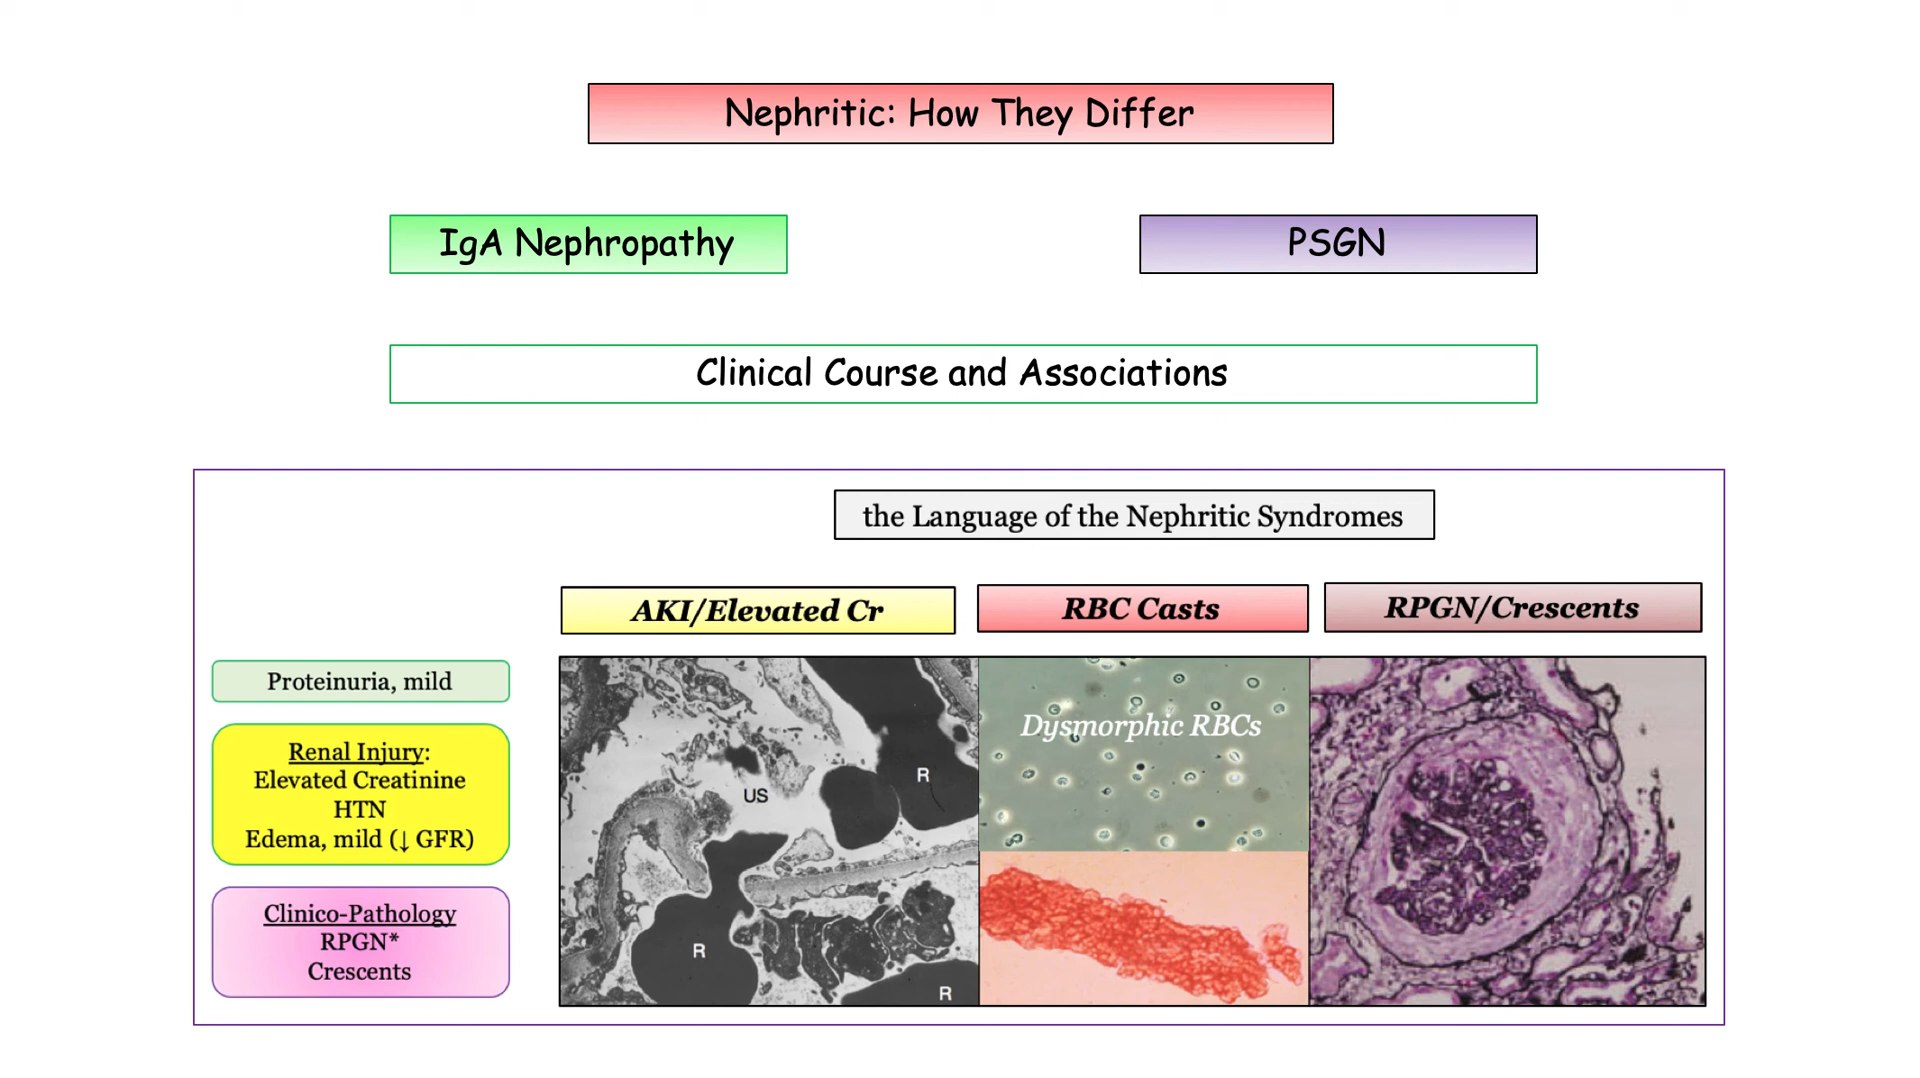 Nephritic: How They Differ
IgA Nephropathy
PSGN
Clinical Course and Associations
the Language of the Nephritic Syndromes
AKI/Elevated Cr
RBC Casts
RPGN/Crescents
Proteinuria, mild
Renal Injury:
Elevated Creatinine
HTN
Edema, mild (↓ GFR)
Clinico-Pathology
RPGN*
Crescents
US
R
R
R
Dysmorphic RBCs